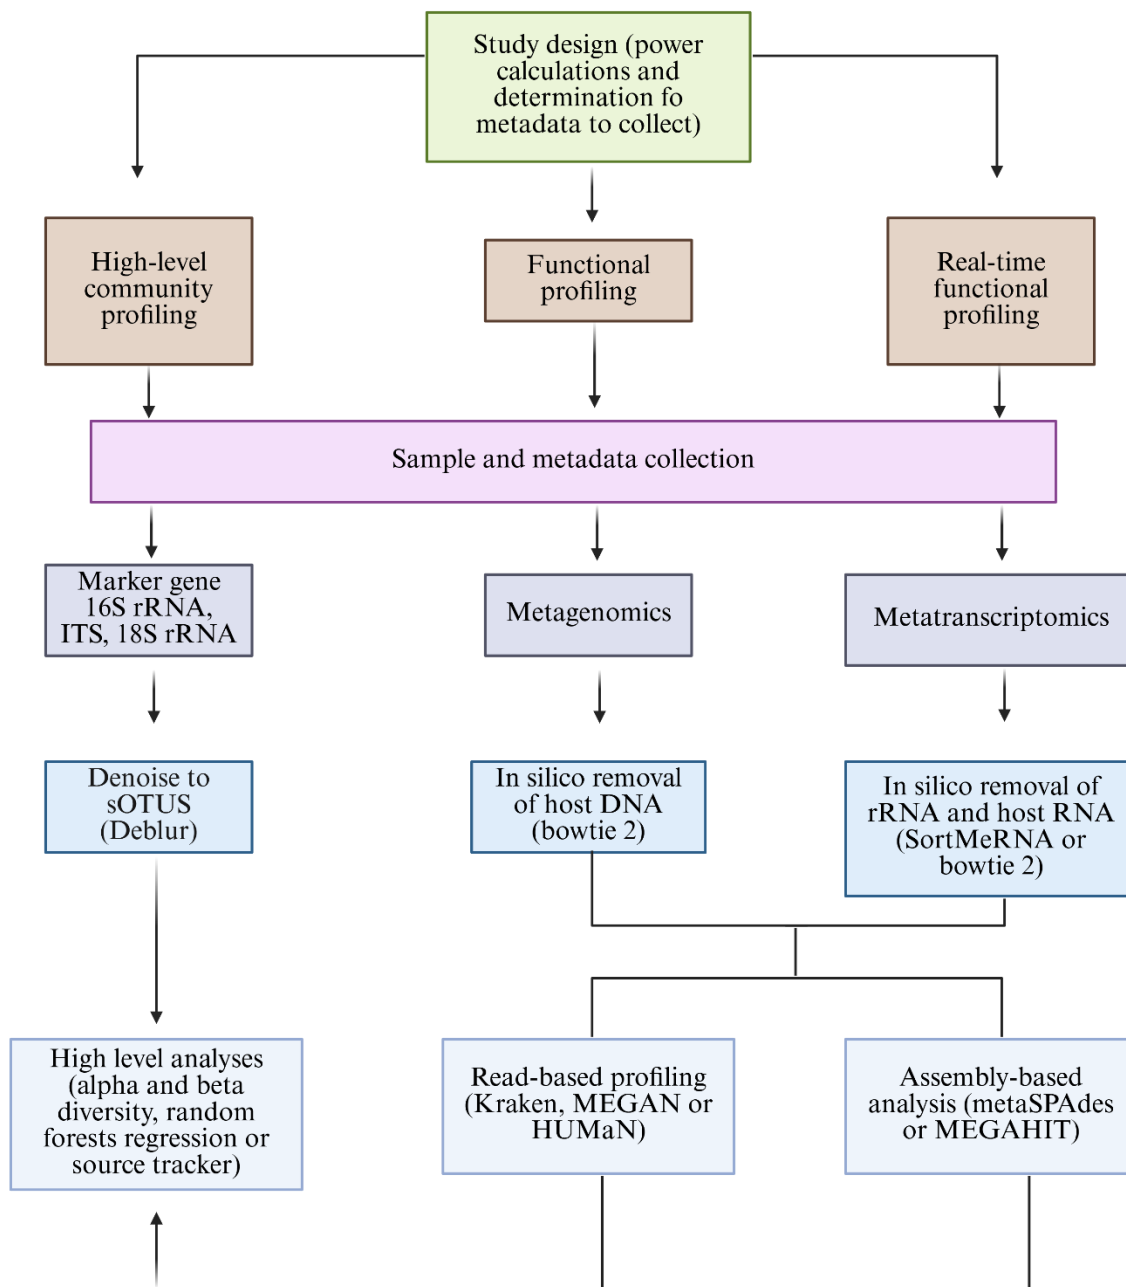 Study design (power
calculations and
determination fo
metadata to collect)
High-level
community
profiling
Functional
profiling
Real-time
functional
profiling
Sample and metadata collection
Marker gene
16S rRNA,
ITS, 18S rRNA
Metagenomics
Metatranscriptomics
Denoise to
sOTUS
(Deblur)
In silico removal
of host DNA
(bowtie 2)
In silico removal of
rRNA and host RNA
(SortMeRNA or
bowtie 2)
High level analyses
(alpha and beta
diversity, random
forests regression or
source tracker)
Read-based profiling
(Kraken, MEGAN or
HUMaN)
Assembly-based
analysis (metaSPAdes
or MEGAHIT)